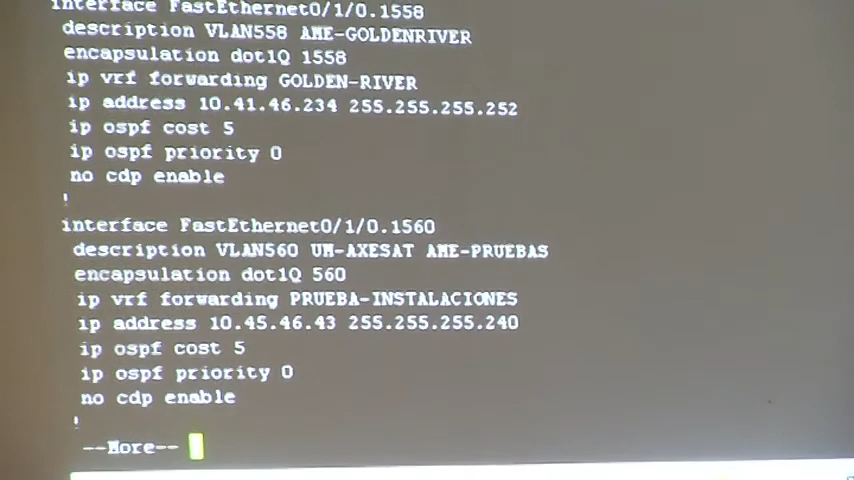 interface FastEthernet0/1/0.1558
description VLAN558 AME-GOLDENRIVER
encapsulation dot1Q 1558
ip vrf forwarding GOLDEN-RIVER
ip address 10.41.46.234 255.255.255.252
ip ospf cost 5
ip ospf priority 0
no cdp enable
!
interface FastEthernet0/1/0.1560
description VLAN560 UM-AXESAT AME-PRUEBAS
encapsulation dot1Q 560
ip vrf forwarding PRUEBA-INSTALACIONES
ip address 10.45.46.43 255.255.255.240
ip ospf cost 5
ip ospf priority 0
no cdp enable
!
--More--